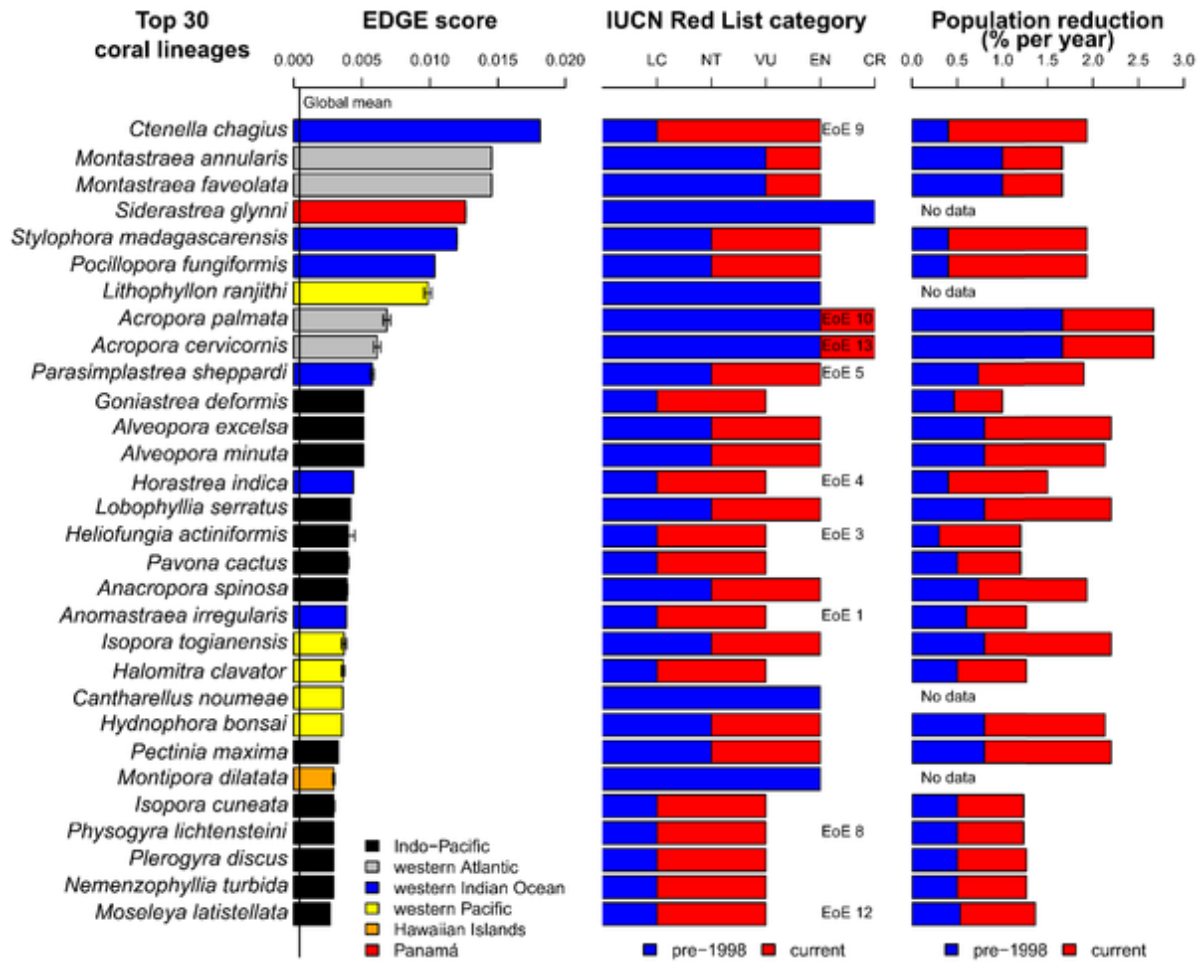 Top 30
coral lineages
EDGE score
0.000 0.005 0.010 0.015 0.020
IUCN Red List category
LC NT VU EN CR
Population reduction
(% per year)
0.0 0.5 1.0 1.5 2.0 2.5 3.0
Global mean
Ctenella chagius EoE 9
Montastraea annularis
Montastraea faveolata
Siderastrea glynni No data
Stylophora madagascarensis
Pocillopora fungiformis
Lithophyllon ranjithi No data
Acropora palmata EoE 10
Acropora cervicornis EoE 13
Parasimplastrea sheppardi EoE 5
Goniastrea deformis
Alveopora excelsa
Alveopora minuta
Horastrea indica EoE 4
Lobophyllia serratus
Heliofungia actiniformis EoE 3
Pavona cactus
Anacropora spinosa
Anomastraea irregularis EoE 1
Isopora togianensis
Halomitra clavator
Cantharellus noumeae No data
Hydnophora bonsai
Pectinia maxima
Montipora dilatata No data
Isopora cuneata
Physogyra lichtensteini EoE 8
Plerogyra discus
Nemenzophyllia turbida
Moseleya latistellata EoE 12
Indo-Pacific
western Atlantic
western Indian Ocean
western Pacific
Hawaiian Islands
Panamá
pre-1998 current
pre-1998 current